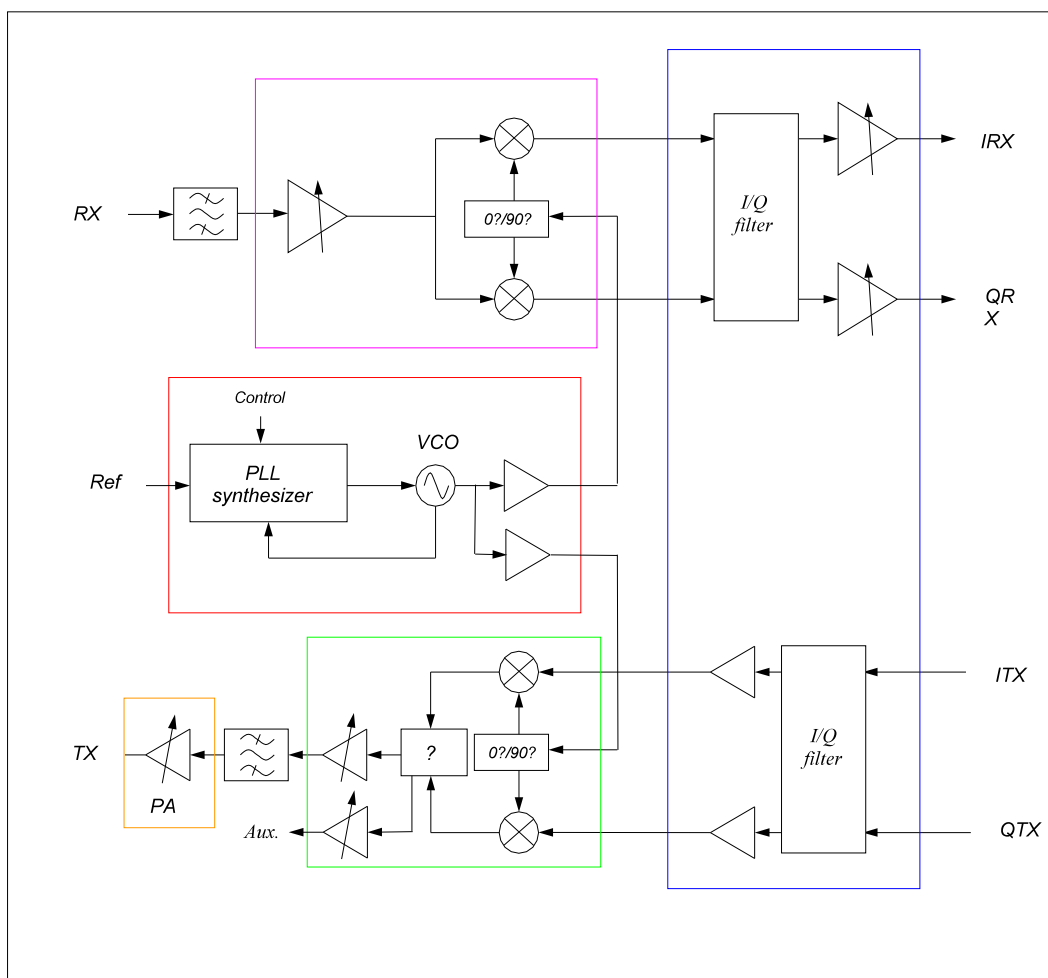 RX
0?/90?
I/Q
filter
IRX
QR
X
Control
VCO
Ref
PLL
synthesizer
ITX
TX
?
0?/90?
I/Q
filter
PA
Aux.
QTX